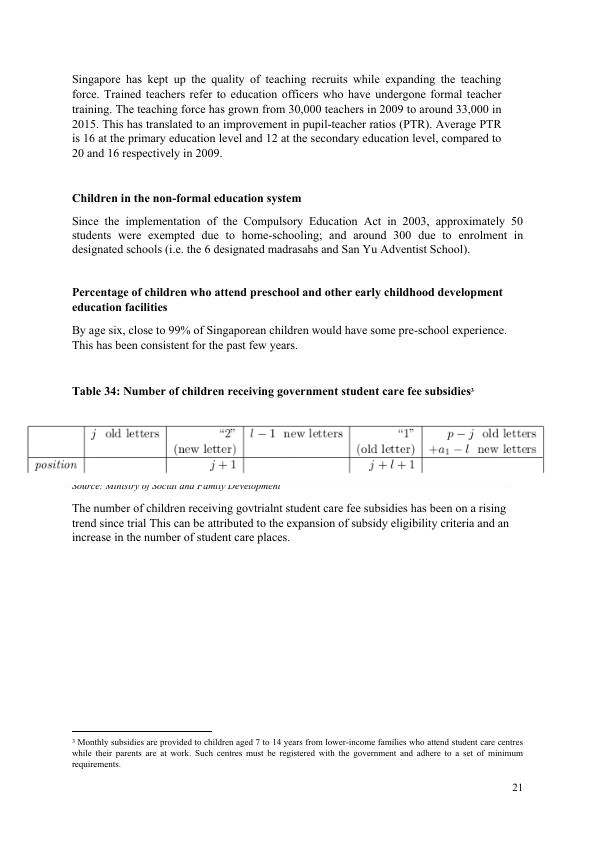 Singapore has kept up the quality of teaching recruits while expanding the teaching
force. Trained teachers refer to education officers who have undergone formal teacher
training. The teaching force has grown from 30,000 teachers in 2009 to around 33,000 in
2015. This has translated to an improvement in pupil-teacher ratios (PTR). Average PTR
is 16 at the primary education level and 12 at the secondary education level, compared to
20 and 16 respectively in 2009.
Children in the non-formal education system
Since the implementation of the Compulsory Education Act in 2003, approximately 50
students were exempted due to home-schooling; and around 300 due to enrolment in
designated schools (i.e. the 6 designated madrasahs and San Yu Adventist School).
Percentage of children who attend preschool and other early childhood development
education facilities
By age six, close to 99% of Singaporean children would have some pre-school experience.
This has been consistent for the past few years.
Table 34: Number of children receiving government student care fee subsidies³
j old letters “2” l − 1 new letters “1” p − j old letters
(new letter) (old letter) +a₁ − l new letters
position j + 1 j + l + 1
Source: Ministry of Social and Family Development
The number of children receiving govtrialnt student care fee subsidies has been on a rising
trend since trial This can be attributed to the expansion of subsidy eligibility criteria and an
increase in the number of student care places.
³ Monthly subsidies are provided to children aged 7 to 14 years from lower-income families who attend student care centres
while their parents are at work. Such centres must be registered with the government and adhere to a set of minimum
requirements.
21